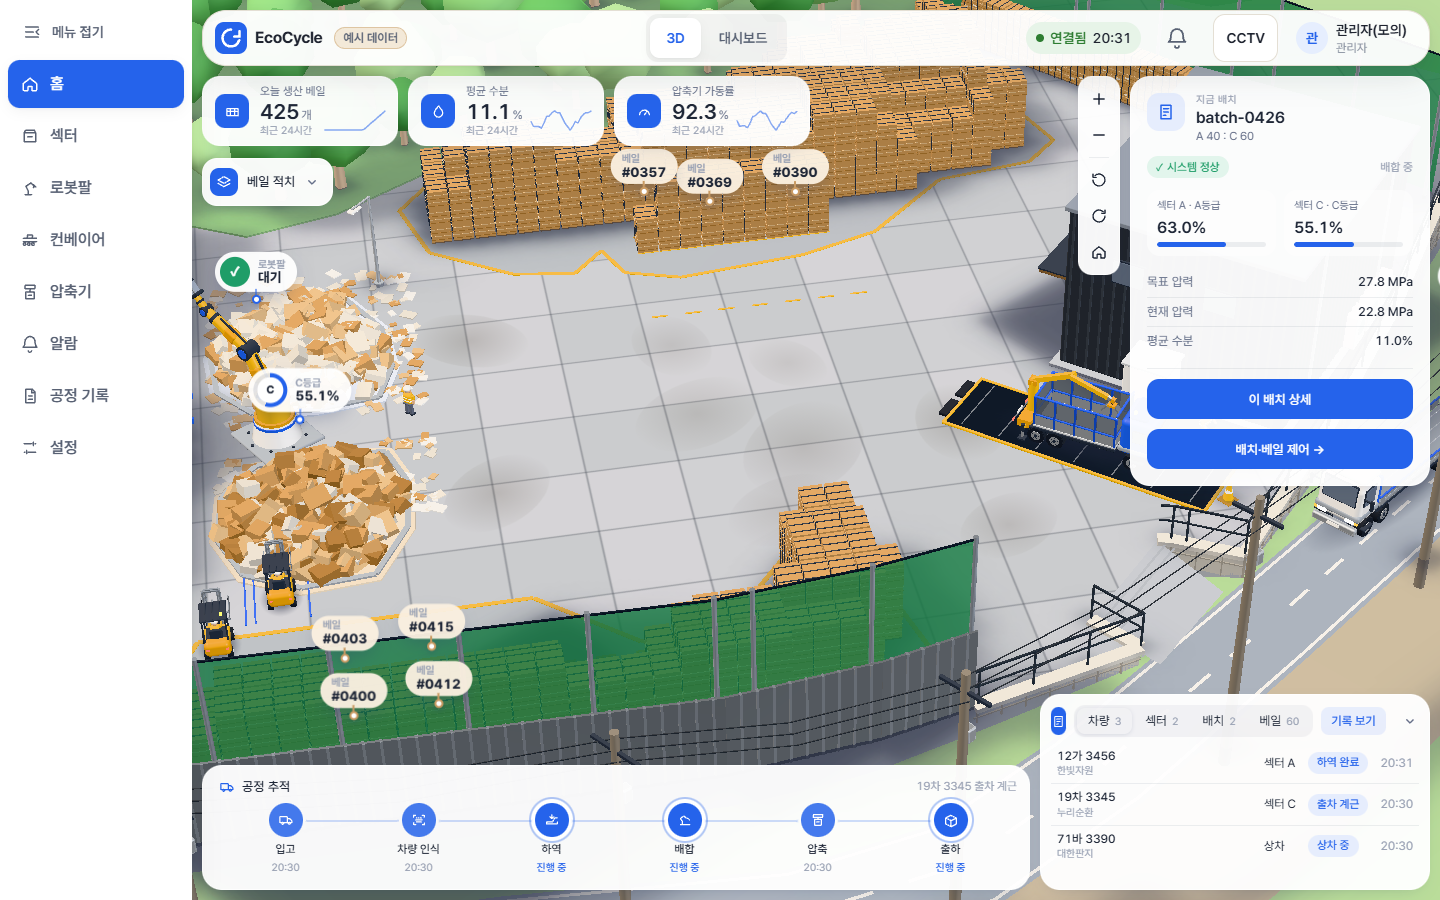 메뉴 접기
홈
섹터
로봇팔
컨베이어
압축기
알람
공정 기록
설정
EcoCycle
예시 데이터
3D
대시보드
연결됨 20:31
CCTV
관
관리자(모의)
관리자
오늘 생산 베일
425개
최근 24시간
평균 수분
11.1%
최근 24시간
압축기 가동률
92.3%
최근 24시간
베일 적치
베일
#0357
베일
#0369
베일
#0390
로봇팔
대기
C
C등급
55.1%
베일
#0403
베일
#0415
베일
#0400
베일
#0412
지금 배치
batch-0426
A 40 : C 60
✓ 시스템 정상
배합 중
섹터 A · A등급
63.0%
섹터 C · C등급
55.1%
목표 압력
27.8 MPa
현재 압력
22.8 MPa
평균 수분
11.0%
이 배치 상세
배치·베일 제어 →
공정 추적
19차 3345 출차 계근
입고
20:30
차량 인식
20:30
하역
진행 중
배합
진행 중
압축
20:30
출하
진행 중
차량 3
섹터 2
배치 2
베일 60
기록 보기
12가 3456
한빛자원
섹터 A
하역 완료
20:31
19차 3345
누리순환
섹터 C
출차 계근
20:30
71바 3390
대한판지
상차
상차 중
20:30